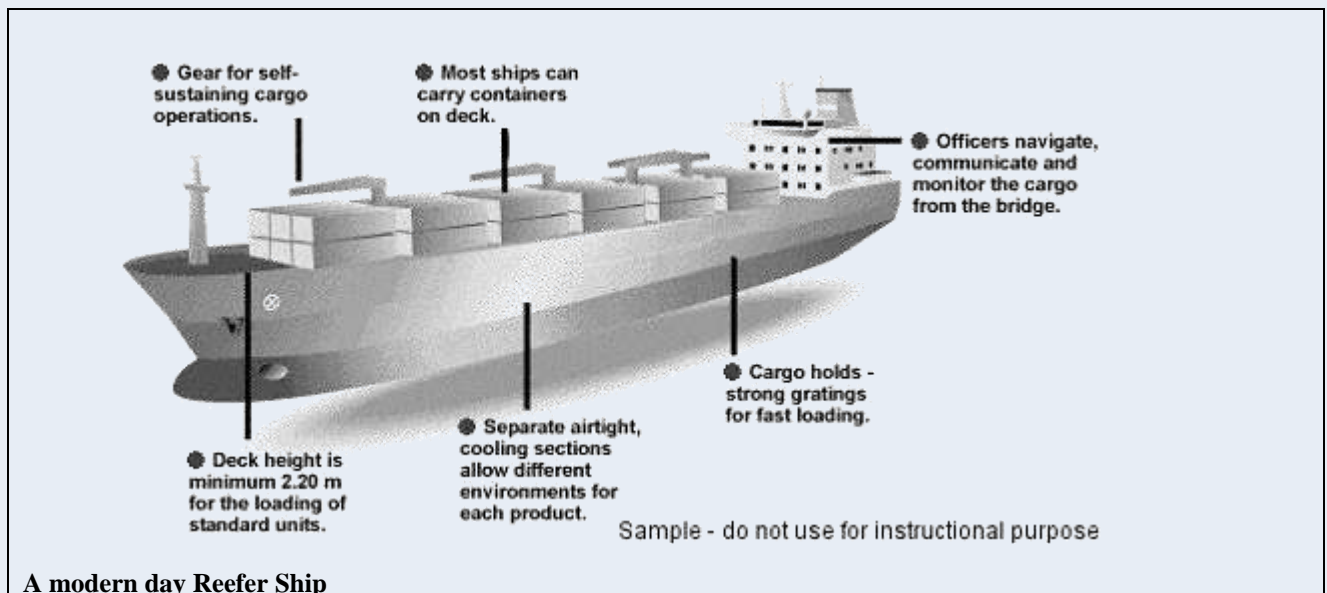 Gear for self-
sustaining cargo
operations.
Most ships can
carry containers
on deck.
Officers navigate,
communicate and
monitor the cargo
from the bridge.
Cargo holds -
strong gratings
for fast loading.
Separate airtight,
cooling sections
allow different
environments for
each product.
Deck height is
minimum 2.20 m
for the loading of
standard units.
Sample - do not use for instructional purpose
A modern day Reefer Ship